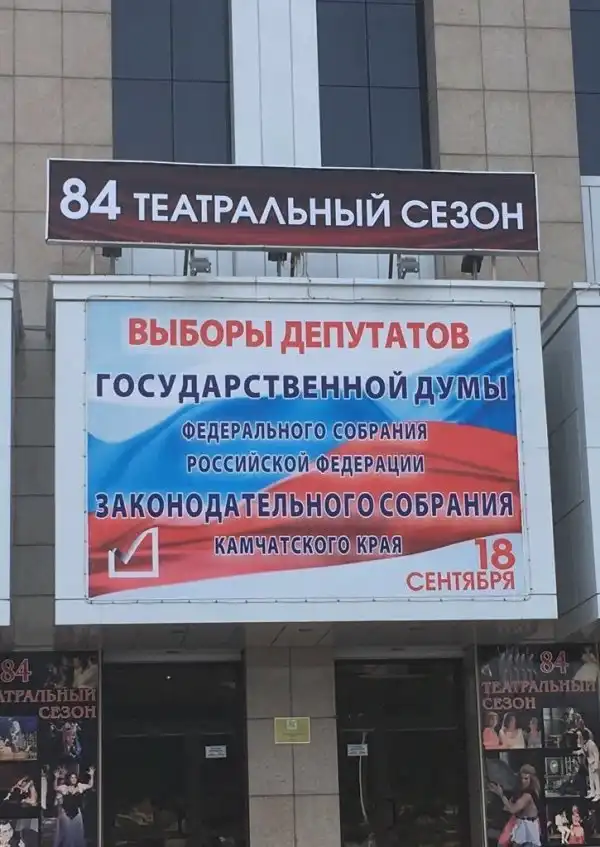 84 ТЕАТРАЛЬНЫЙ СЕЗОН
ВЫБОРЫ ДЕПУТАТОВ
ГОСУДАРСТВЕННОЙ ДУМЫ
ФЕДЕРАЛЬНОГО СОБРАНИЯ
РОССИЙСКОЙ ФЕДЕРАЦИИ
ЗАКОНОДАТЕЛЬНОГО СОБРАНИЯ
КАМЧАТСКОГО КРАЯ
18
СЕНТЯБРЯ
84
ТЕАТРАЛЬНЫЙ
СЕЗОН
84
ТЕАТРАЛЬНЫЙ
СЕЗОН